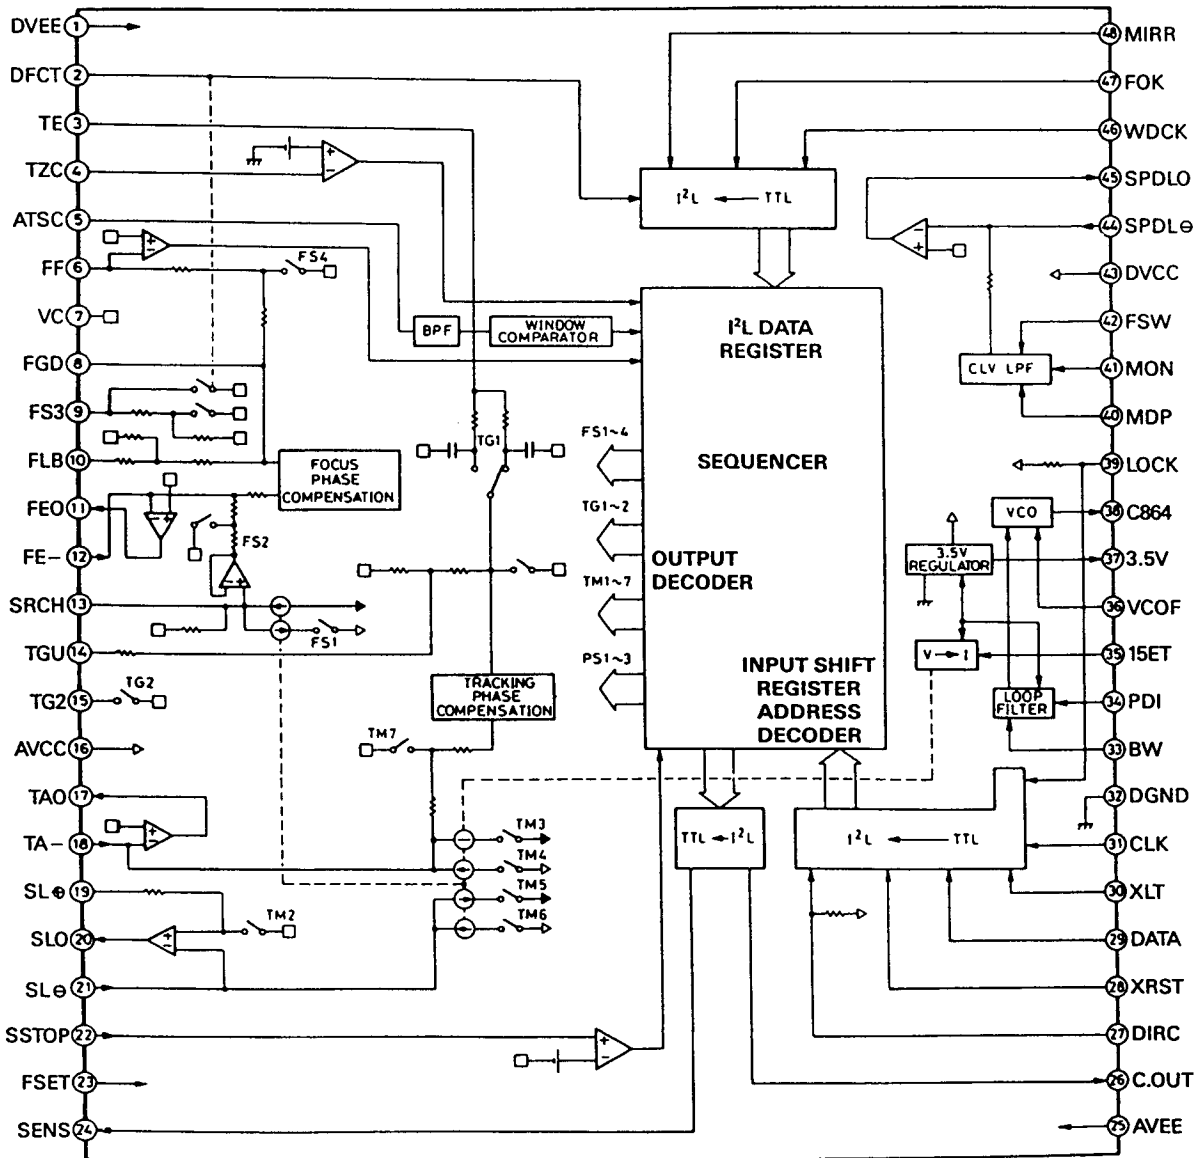 DVEE 1
DFCT 2
TE 3
TZC 4
ATSC 5
FF 6
VC 7
FGD 8
FS3 9
FLB 10
FEO 11
FE− 12
SRCH 13
TGU 14
TG2 15
AVCC 16
TAO 17
TA− 18
SL⊕ 19
SLO 20
SL⊖ 21
SSTOP 22
FSET 23
SENS 24
48 MIRR
47 FOK
46 WDCK
45 SPDLO
44 SPDL⊖
43 DVCC
42 FSW
41 MON
40 MDP
39 LOCK
38 C864
37 3.5V
36 VCOF
35 15ET
34 PDI
33 BW
32 DGND
31 CLK
30 XLT
29 DATA
28 XRST
27 DIRC
26 C.OUT
25 AVEE
+
−
I²L ← TTL
+
−
FS4
−
+
BPF
WINDOW
COMPARATOR
I²L DATA
REGISTER
CLV LPF
TG1
FS1~4
SEQUENCER
FOCUS
PHASE
COMPENSATION
− +
TG1~2
VCO
FS2
3.5V
REGULATOR
OUTPUT
DECODER
− +
TM1~7
FS1
V → I
PS1~3
INPUT SHIFT
REGISTER
ADDRESS
DECODER
TG2
TRACKING
PHASE
COMPENSATION
LOOP
FILTER
TM7
+
−
TM3
TM4
TTL ← I²L
I²L ← TTL
TM5
TM2
TM6
+
−
+
−